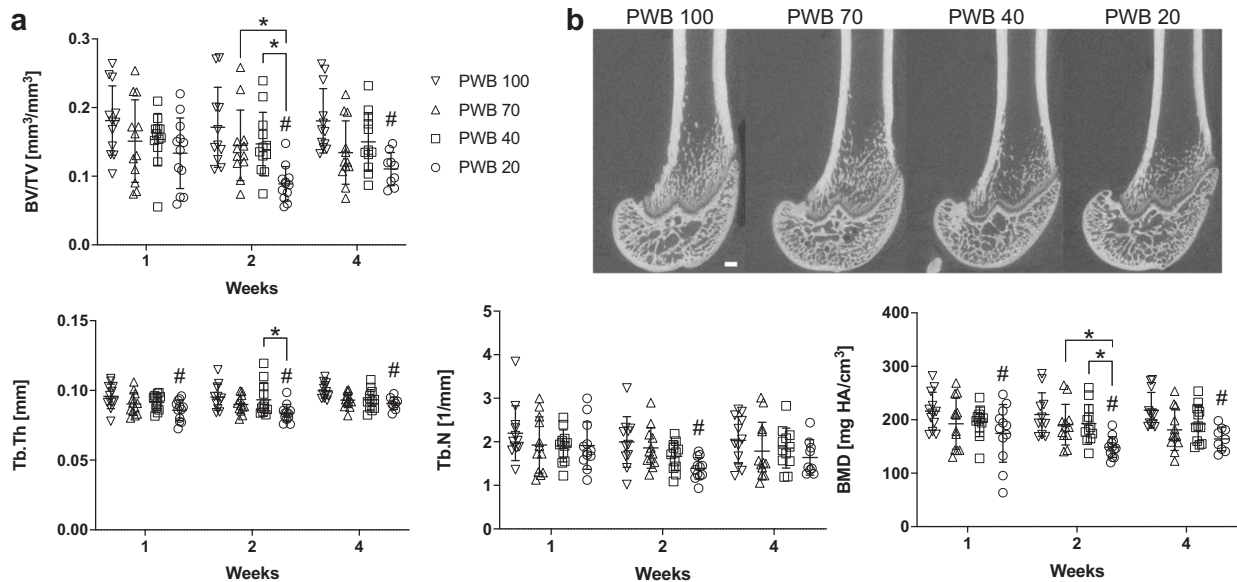 a
b
PWB 100 PWB 70 PWB 40 PWB 20
BV/TV [mm³/mm³]
0.3
0.2
0.1
0.0
*
*
#
#
1 2 4
Weeks
PWB 100
PWB 70
PWB 40
PWB 20
Tb.Th [mm]
0.15
0.10
0.05
0.00
*
# # #
1 2 4
Weeks
Tb.N [1/mm]
5
4
3
2
1
0
#
1 2 4
Weeks
BMD [mg HA/cm³]
400
300
200
100
0
*
*
# # #
1 2 4
Weeks